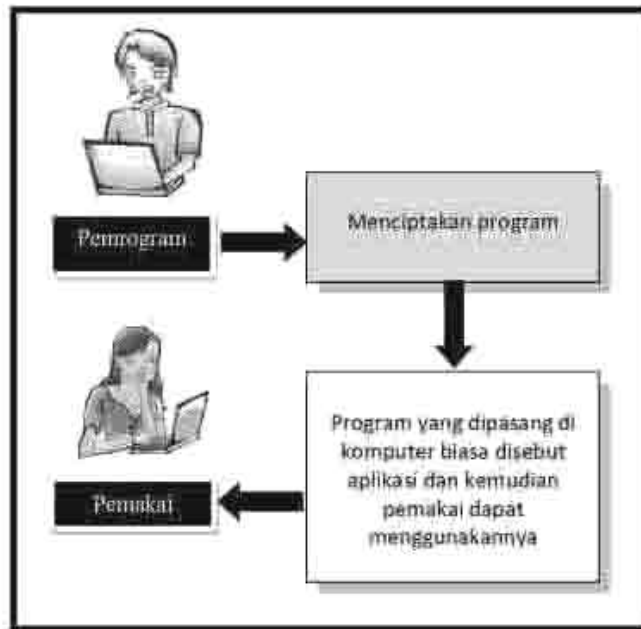 Pemrogram
Menciptakan program
Program yang dipasang di
komputer biasa disebut
aplikasi dan kemudian
pemakai dapat
menggunakannya
Pemakai